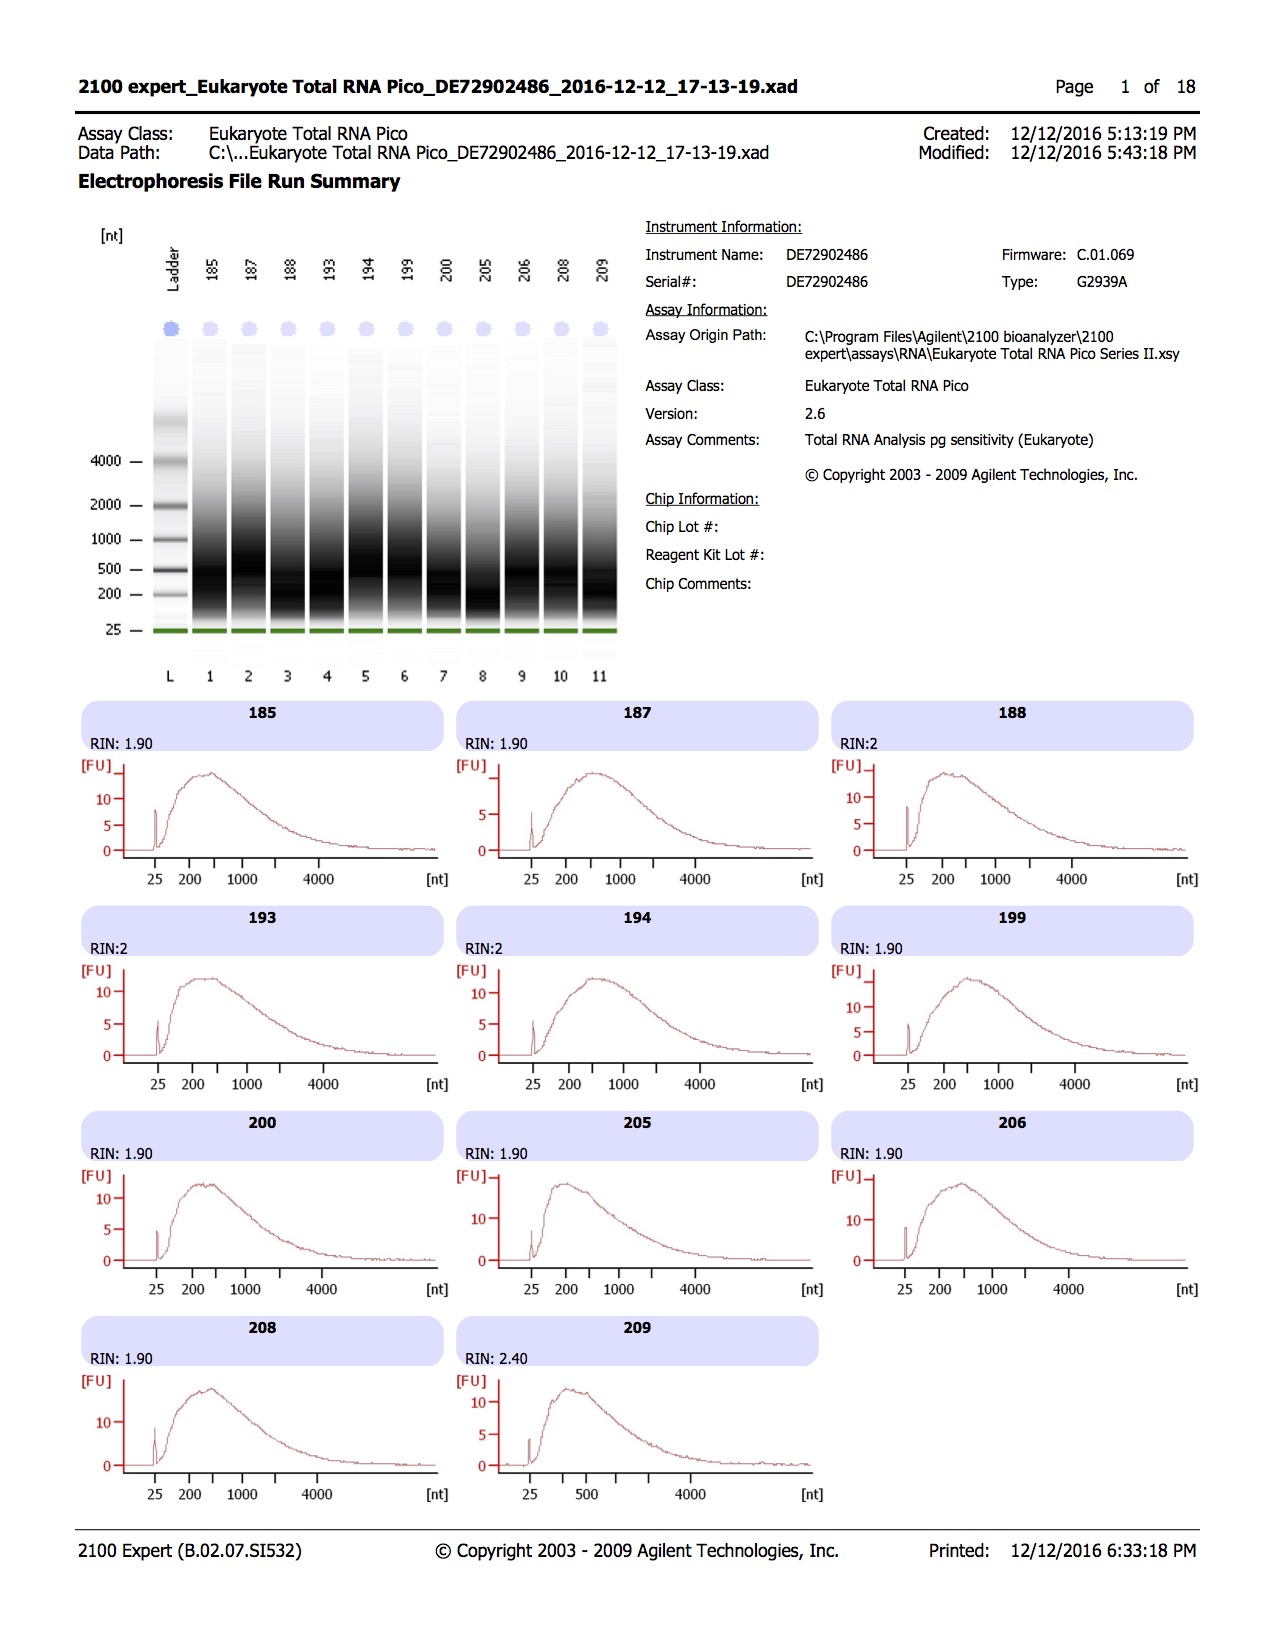 2100 expert_Eukaryote Total RNA Pico_DE72902486_2016-12-12_17-13-19.xad Page 1 of 18
Assay Class: Eukaryote Total RNA Pico Created: 12/12/2016 5:13:19 PM
Data Path: C:\...Eukaryote Total RNA Pico_DE72902486_2016-12-12_17-13-19.xad Modified: 12/12/2016 5:43:18 PM
Electrophoresis File Run Summary
[nt]
Ladder 185 187 188 193 194 199 200 205 206 208 209
4000
2000
1000
500
200
25
L 1 2 3 4 5 6 7 8 9 10 11
Instrument Information:
Instrument Name: DE72902486 Firmware: C.01.069
Serial#: DE72902486 Type: G2939A
Assay Information:
Assay Origin Path: C:\Program Files\Agilent\2100 bioanalyzer\2100
expert\assays\RNA\Eukaryote Total RNA Pico Series II.xsy
Assay Class: Eukaryote Total RNA Pico
Version: 2.6
Assay Comments: Total RNA Analysis pg sensitivity (Eukaryote)
© Copyright 2003 - 2009 Agilent Technologies, Inc.
Chip Information:
Chip Lot #:
Reagent Kit Lot #:
Chip Comments:
185
RIN: 1.90
[FU]
10
5
0
25 200 1000 4000 [nt]
187
RIN: 1.90
[FU]
5
0
25 200 1000 4000 [nt]
188
RIN:2
[FU]
10
5
0
25 200 1000 4000 [nt]
193
RIN:2
[FU]
10
5
0
25 200 1000 4000 [nt]
194
RIN:2
[FU]
10
5
0
25 200 1000 4000 [nt]
199
RIN: 1.90
[FU]
10
5
0
25 200 1000 4000 [nt]
200
RIN: 1.90
[FU]
10
5
0
25 200 1000 4000 [nt]
205
RIN: 1.90
[FU]
10
0
25 200 1000 4000 [nt]
206
RIN: 1.90
[FU]
10
0
25 200 1000 4000 [nt]
208
RIN: 1.90
[FU]
10
0
25 200 1000 4000 [nt]
209
RIN: 2.40
[FU]
10
5
0
25 500 4000 [nt]
2100 Expert (B.02.07.SI532) © Copyright 2003 - 2009 Agilent Technologies, Inc. Printed: 12/12/2016 6:33:18 PM